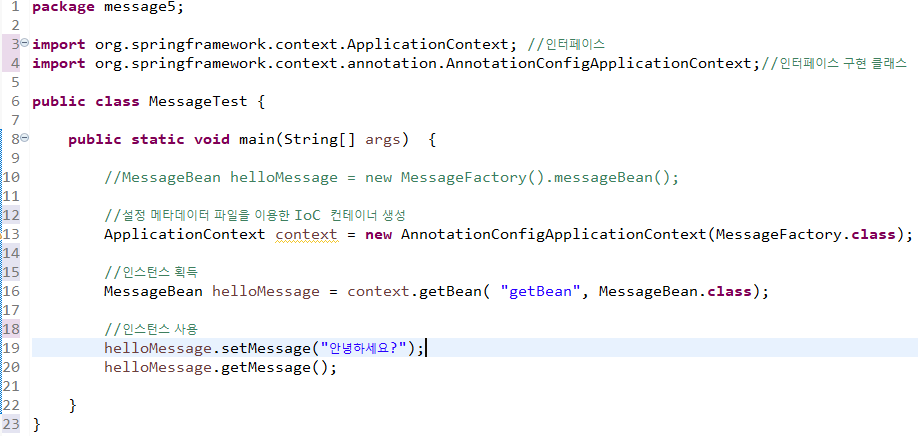 1 package message5;
2
3 import org.springframework.context.ApplicationContext; //인터페이스
4 import org.springframework.context.annotation.AnnotationConfigApplicationContext;//인터페이스 구현 클래스
5
6 public class MessageTest {
7
8     public static void main(String[] args)  {
9
10         //MessageBean helloMessage = new MessageFactory().messageBean();
11
12         //설정 메타데이터 파일을 이용한 IoC 컨테이너 생성
13         ApplicationContext context = new AnnotationConfigApplicationContext(MessageFactory.class);
14
15         //인스턴스 획득
16         MessageBean helloMessage = context.getBean( "getBean", MessageBean.class);
17
18         //인스턴스 사용
19         helloMessage.setMessage("안녕하세요?");
20         helloMessage.getMessage();
21
22     }
23 }